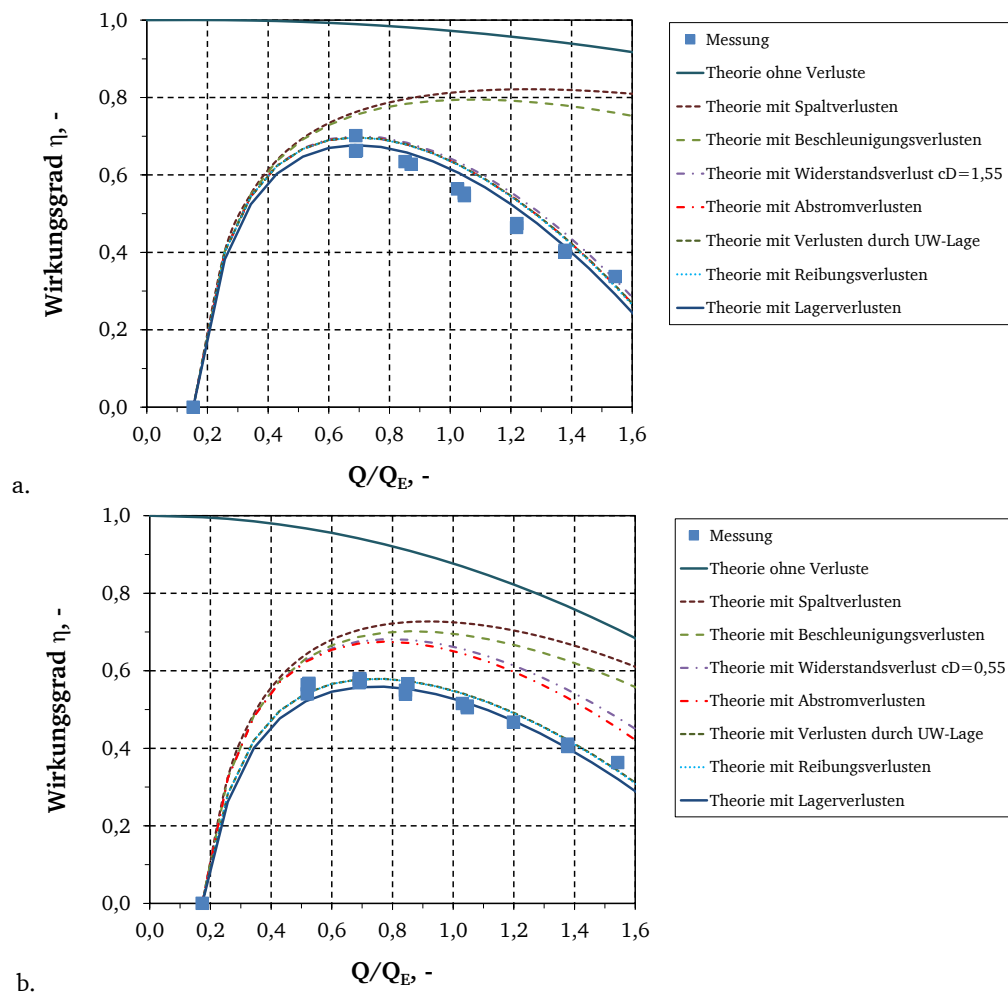 1,0
0,8
0,6
0,4
0,2
0,0
Wirkungsgrad η, -
0,0 0,2 0,4 0,6 0,8 1,0 1,2 1,4 1,6
Q/Q_E, -
Messung
Theorie ohne Verluste
Theorie mit Spaltverlusten
Theorie mit Beschleunigungsverlusten
Theorie mit Widerstandsverlust cD=1,55
Theorie mit Abstromverlusten
Theorie mit Verlusten durch UW-Lage
Theorie mit Reibungsverlusten
Theorie mit Lagerverlusten
a.
1,0
0,8
0,6
0,4
0,2
0,0
Wirkungsgrad η, -
0,0 0,2 0,4 0,6 0,8 1,0 1,2 1,4 1,6
Q/Q_E, -
Messung
Theorie ohne Verluste
Theorie mit Spaltverlusten
Theorie mit Beschleunigungsverlusten
Theorie mit Widerstandsverlust cD=0,55
Theorie mit Abstromverlusten
Theorie mit Verlusten durch UW-Lage
Theorie mit Reibungsverlusten
Theorie mit Lagerverlusten
b.